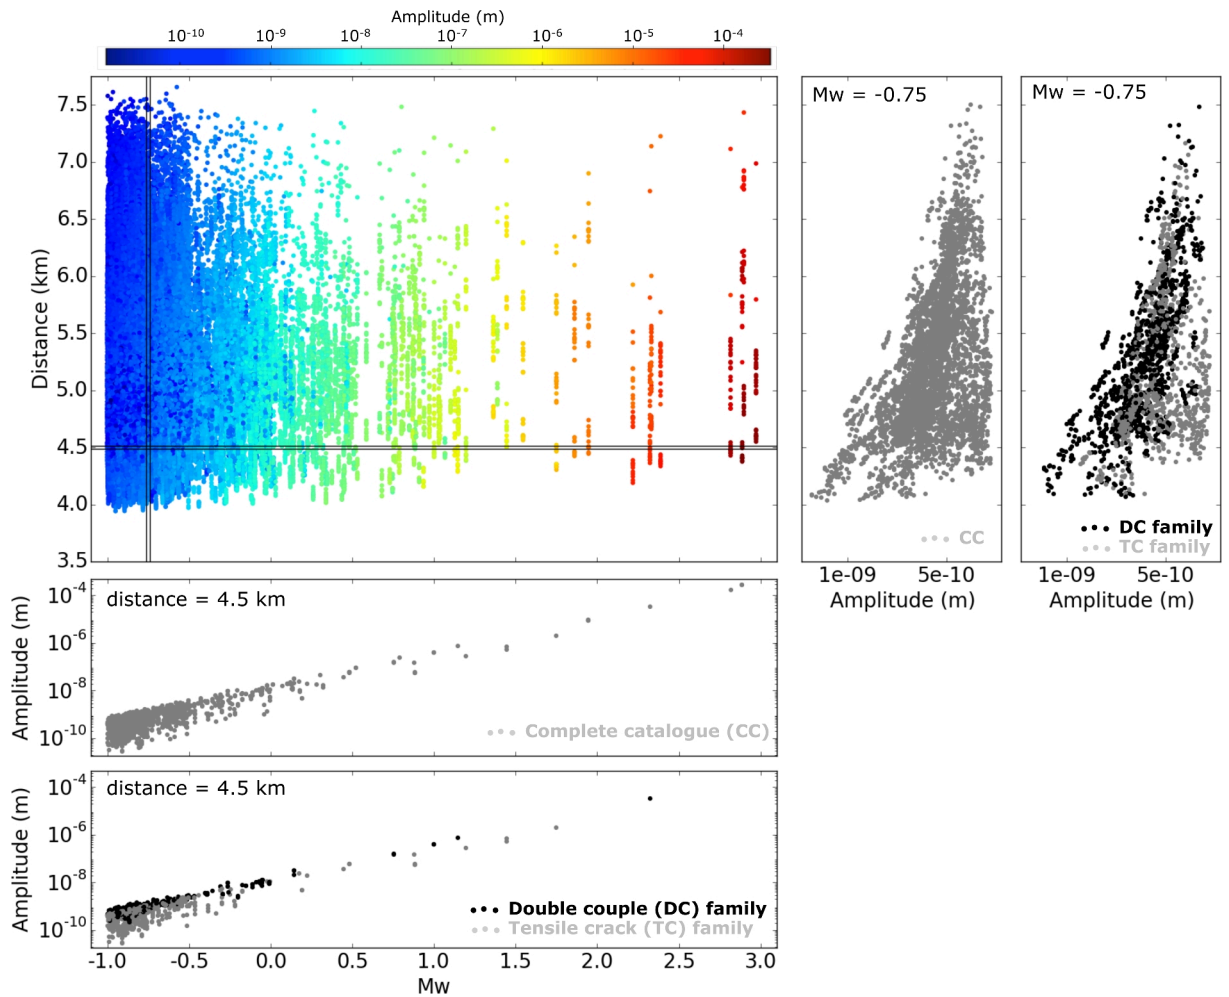 Amplitude (m)
10⁻¹⁰ 10⁻⁹ 10⁻⁸ 10⁻⁷ 10⁻⁶ 10⁻⁵ 10⁻⁴
Distance (km)
7.5
7.0
6.5
6.0
5.5
5.0
4.5
4.0
3.5
Mw = -0.75
CC
1e-09 5e-10
Amplitude (m)
Mw = -0.75
DC family
TC family
1e-09 5e-10
Amplitude (m)
Amplitude (m)
10⁻⁴
10⁻⁶
10⁻⁸
10⁻¹⁰
distance = 4.5 km
Complete catalogue (CC)
Amplitude (m)
10⁻⁴
10⁻⁶
10⁻⁸
10⁻¹⁰
distance = 4.5 km
Double couple (DC) family
Tensile crack (TC) family
-1.0 -0.5 0.0 0.5 1.0 1.5 2.0 2.5 3.0
Mw